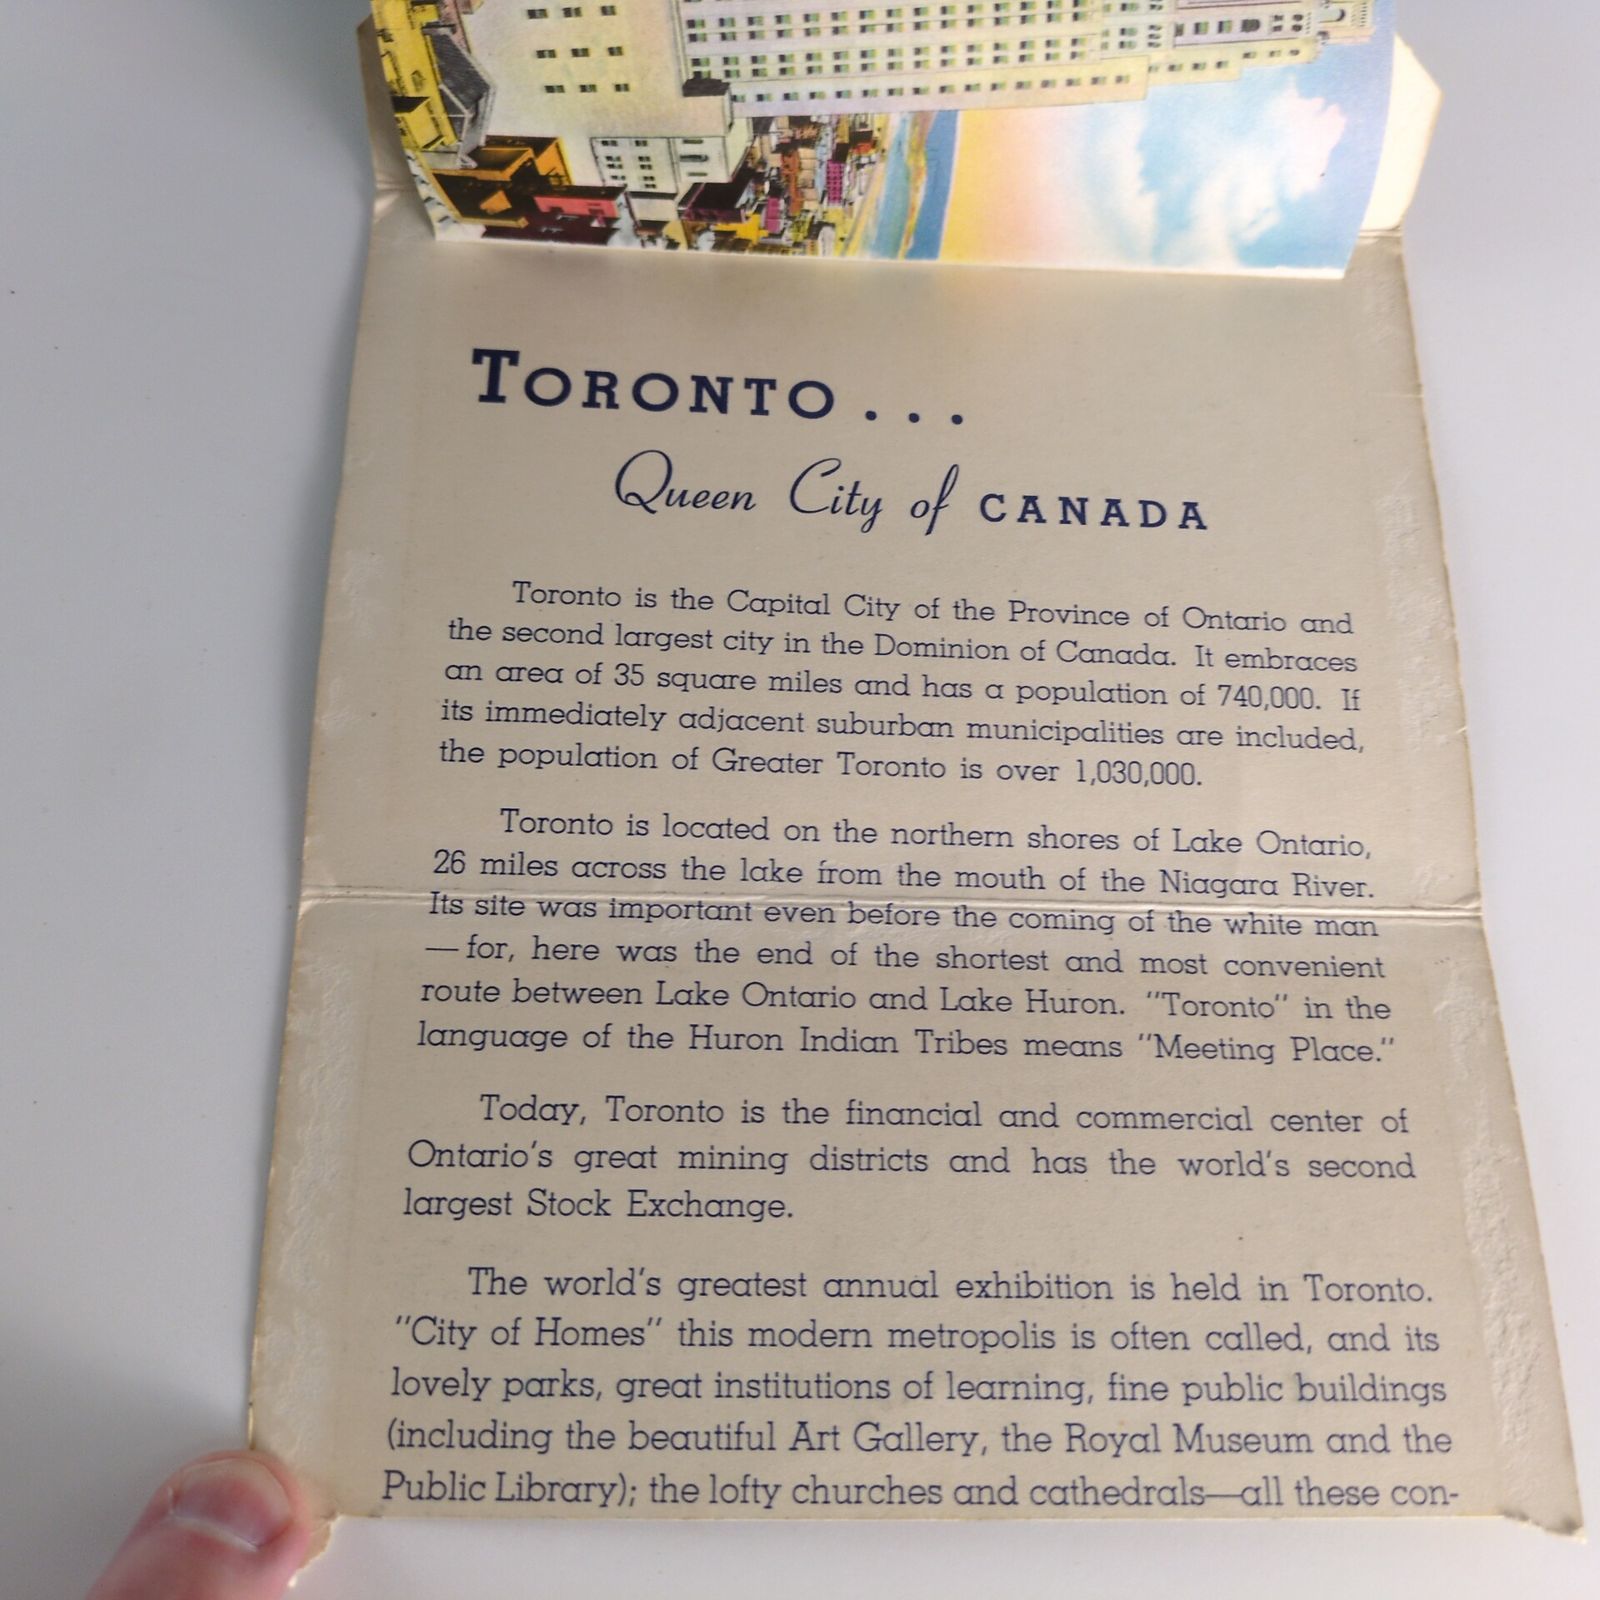 TORONTO...
Queen City of CANADA
Toronto is the Capital City of the Province of Ontario and
the second largest city in the Dominion of Canada. It embraces
an area of 35 square miles and has a population of 740,000. If
its immediately adjacent suburban municipalities are included,
the population of Greater Toronto is over 1,030,000.
Toronto is located on the northern shores of Lake Ontario,
26 miles across the lake from the mouth of the Niagara River.
Its site was important even before the coming of the white man
—for, here was the end of the shortest and most convenient
route between Lake Ontario and Lake Huron. "Toronto" in the
language of the Huron Indian Tribes means "Meeting Place."
Today, Toronto is the financial and commercial center of
Ontario's great mining districts and has the world's second
largest Stock Exchange.
The world's greatest annual exhibition is held in Toronto.
"City of Homes" this modern metropolis is often called, and its
lovely parks, great institutions of learning, fine public buildings
(including the beautiful Art Gallery, the Royal Museum and the
Public Library); the lofty churches and cathedrals—all these con-